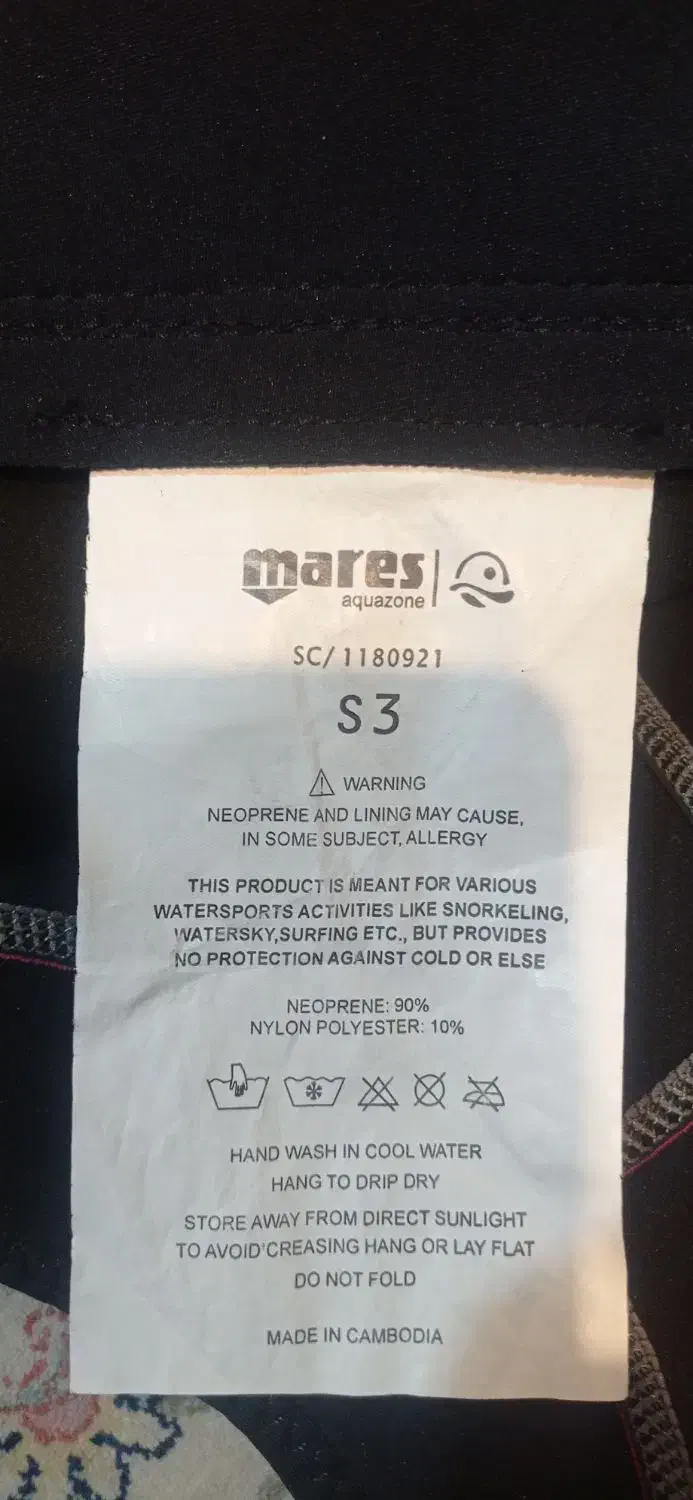 mares
aquazone
SC/1180921
S3
WARNING
NEOPRENE AND LINING MAY CAUSE,
IN SOME SUBJECT, ALLERGY
THIS PRODUCT IS MEANT FOR VARIOUS
WATERSPORTS ACTIVITIES LIKE SNORKELING,
WATERSKY,SURFING ETC., BUT PROVIDES
NO PROTECTION AGAINST COLD OR ELSE
NEOPRENE: 90%
NYLON POLYESTER: 10%
HAND WASH IN COOL WATER
HANG TO DRIP DRY
STORE AWAY FROM DIRECT SUNLIGHT
TO AVOID CREASING HANG OR LAY FLAT
DO NOT FOLD
MADE IN CAMBODIA